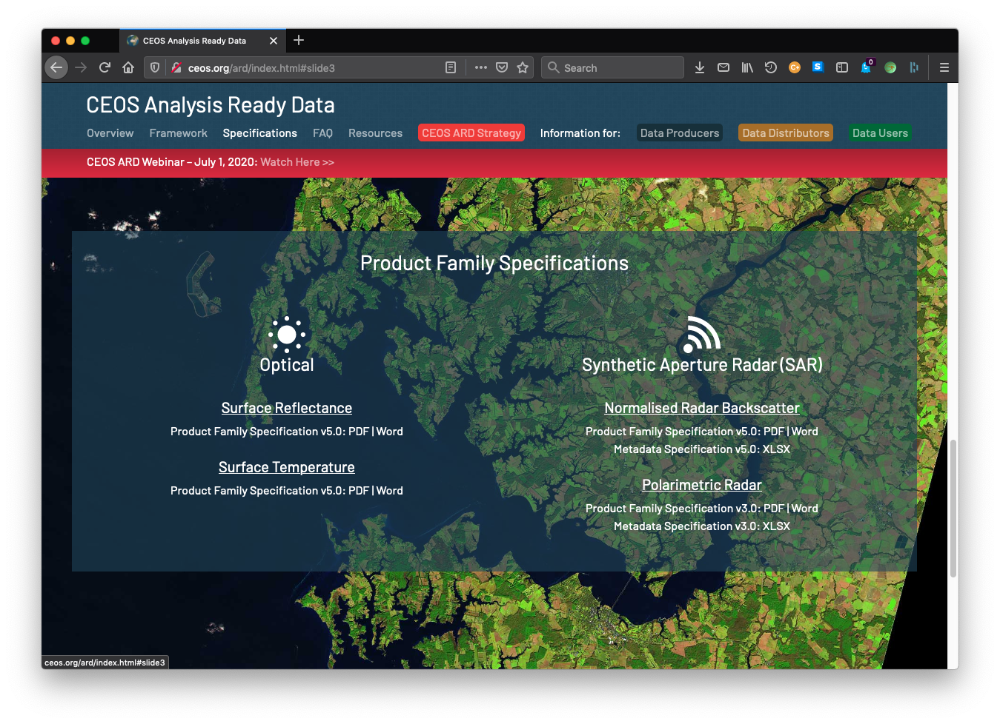 CEOS Analysis Ready Data
ceos.org/ard/index.html#slide3
Search
0
C+
S
CEOS Analysis Ready Data
Overview Framework Specifications FAQ Resources CEOS ARD Strategy Information for: Data Producers Data Distributors Data Users
CEOS ARD Webinar – July 1, 2020: Watch Here >>
Product Family Specifications
Optical
Surface Reflectance
Product Family Specification v5.0: PDF | Word
Surface Temperature
Product Family Specification v5.0: PDF | Word
Synthetic Aperture Radar (SAR)
Normalised Radar Backscatter
Product Family Specification v5.0: PDF | Word
Metadata Specification v5.0: XLSX
Polarimetric Radar
Product Family Specification v3.0: PDF | Word
Metadata Specification v3.0: XLSX
ceos.org/ard/index.html#slide3